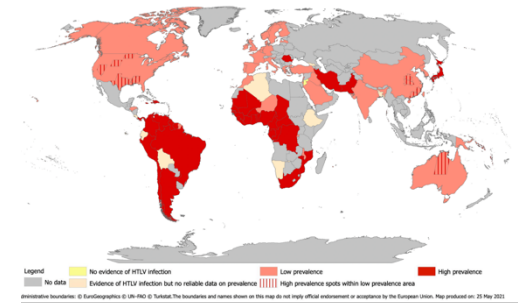 Legend
No evidence of HTLV infection
Low prevalence
High prevalence
No data
Evidence of HTLV infection but no reliable data on prevalence
High prevalence spots within low prevalence area
dministrative boundaries: © EuroGeographics © UN-FAO © Turkstat.The boundaries and names shown on this map do not imply official endorsement or acceptance by the European Union. Map produced on: 25 May 2021